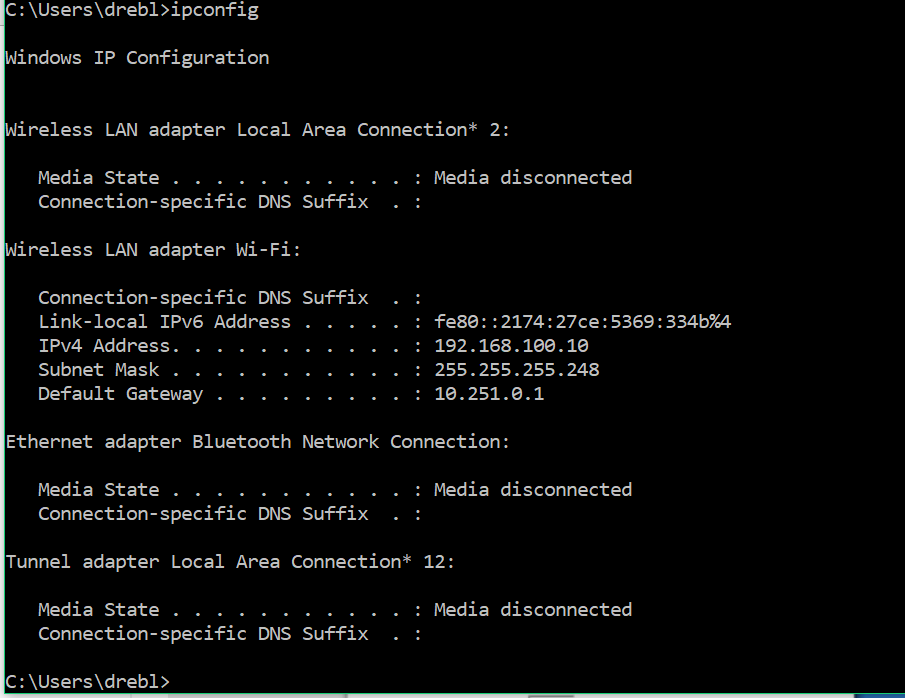 C:\Users\drebl>ipconfig
Windows IP Configuration
Wireless LAN adapter Local Area Connection* 2:
Media State . . . . . . . . . . . : Media disconnected
Connection-specific DNS Suffix  . :
Wireless LAN adapter Wi-Fi:
Connection-specific DNS Suffix  . :
Link-local IPv6 Address . . . . . : fe80::2174:27ce:5369:334b%4
IPv4 Address. . . . . . . . . . . : 192.168.100.10
Subnet Mask . . . . . . . . . . . : 255.255.255.248
Default Gateway . . . . . . . . . : 10.251.0.1
Ethernet adapter Bluetooth Network Connection:
Media State . . . . . . . . . . . : Media disconnected
Connection-specific DNS Suffix  . :
Tunnel adapter Local Area Connection* 12:
Media State . . . . . . . . . . . : Media disconnected
Connection-specific DNS Suffix  . :
C:\Users\drebl>